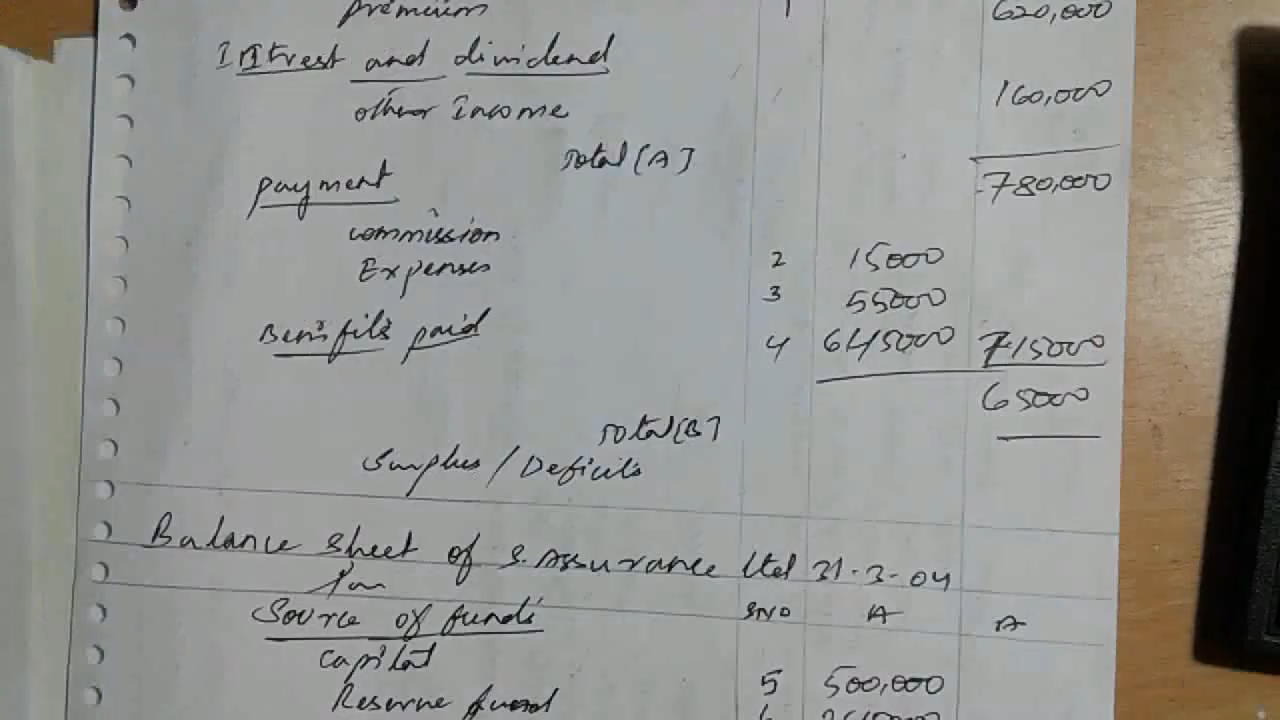 premium 1 620,000
Intrest and dividend
other Income 160,000
Total [A]
payment 780,000
commission
Expenses 2 15000
3 55000
Benifits paid 4 645000 715000
65000
Total [B]
Surplus / Deficits
Balance Sheet of S. Assurance Ltd 31-3-04
Source of funds SNO A A
capital
5 500,000
Reserve fund